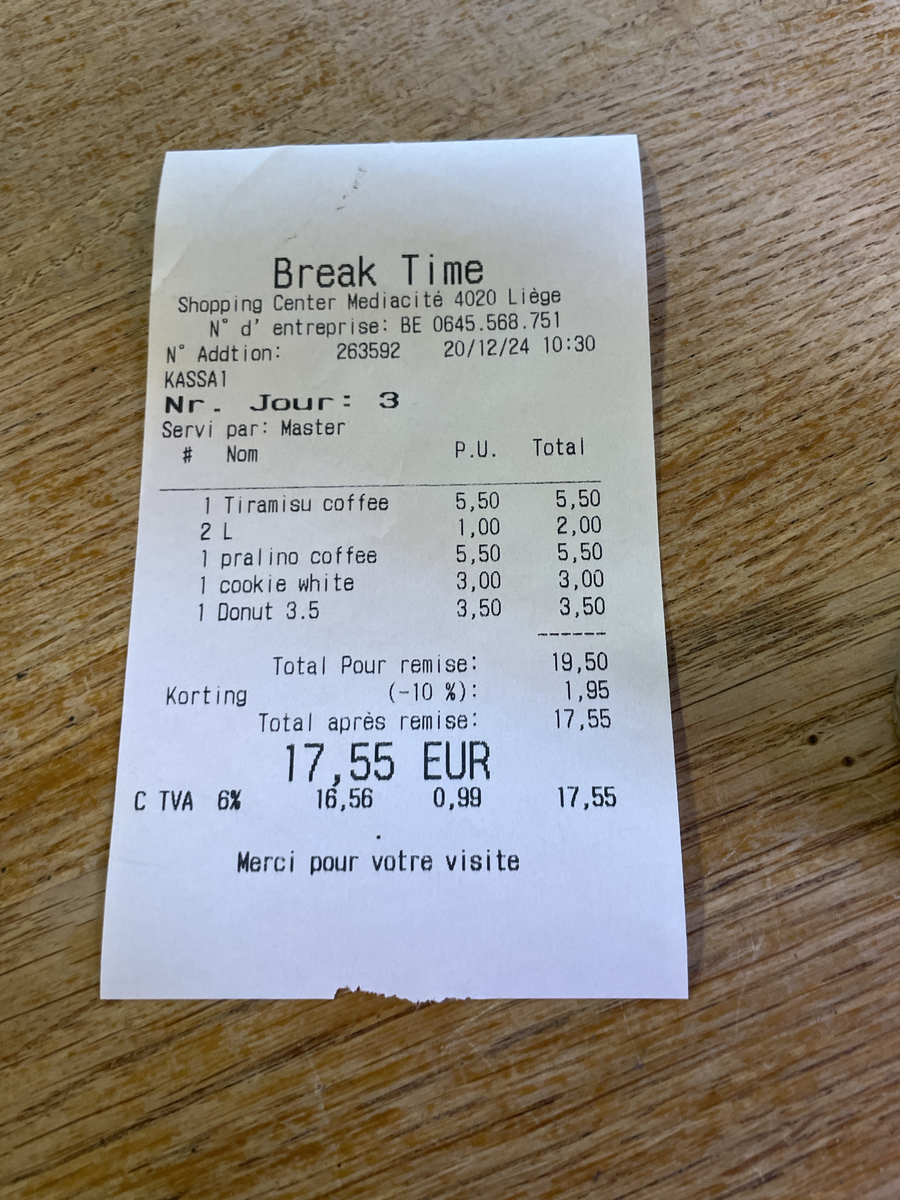 Break Time
Shopping Center Mediacité 4020 Liège
N° d' entreprise: BE 0645.568.751
N° Addtion: 263592 20/12/24 10:30
KASSA1
Nr. Jour: 3
Servi par: Master
# Nom P.U. Total
1 Tiramisu coffee 5,50 5,50
2 L 1,00 2,00
1 pralino coffee 5,50 5,50
1 cookie white 3,00 3,00
1 Donut 3.5 3,50 3,50
------
Total Pour remise: 19,50
Korting (-10 %): 1,95
Total après remise: 17,55
17,55 EUR
C TVA 6% 16,56 0,99 17,55
.
Merci pour votre visite